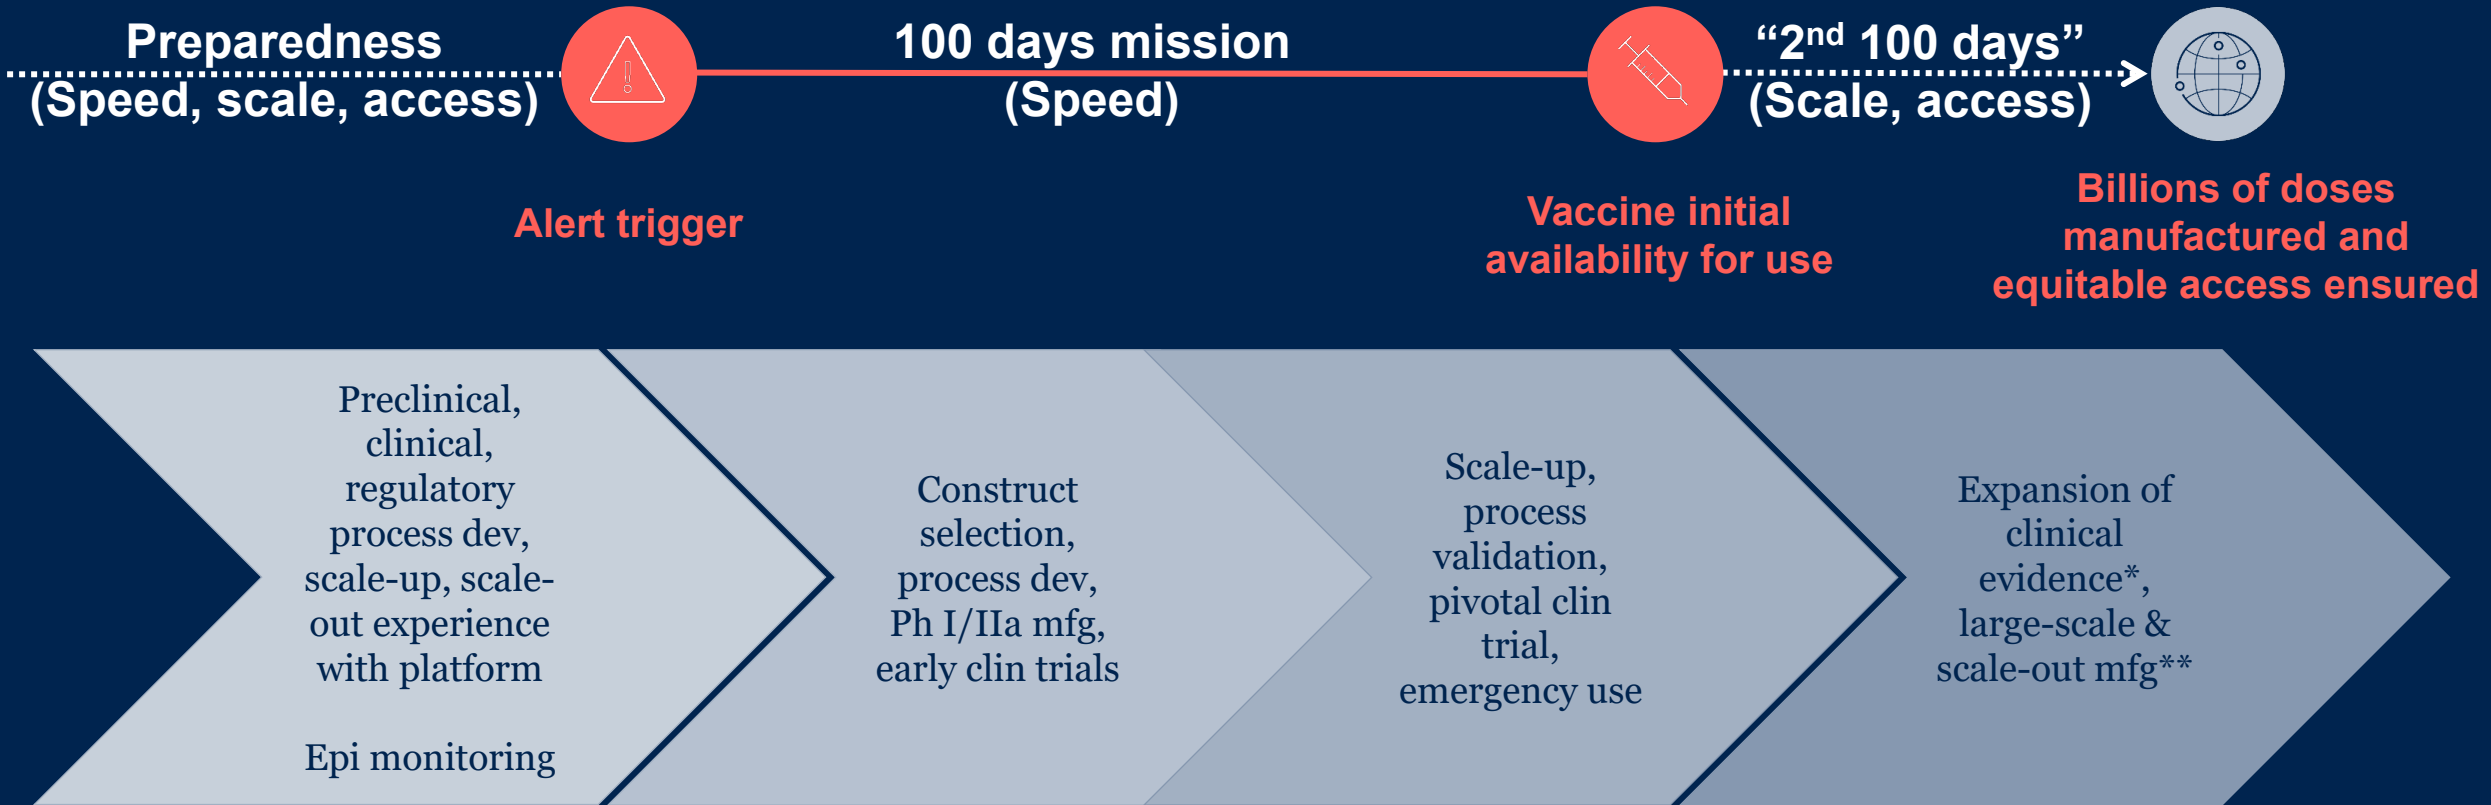 Preparedness
(Speed, scale, access)
100 days mission
(Speed)
“2nd 100 days”
(Scale, access)
Alert trigger
Vaccine initial
availability for use
Billions of doses
manufactured and
equitable access ensured
Preclinical,
clinical,
regulatory
process dev,
scale-up, scale-
out experience
with platform
Epi monitoring
Construct
selection,
process dev,
Ph I/IIa mfg,
early clin trials
Scale-up,
process
validation,
pivotal clin
trial,
emergency use
Expansion of
clinical
evidence*,
large-scale &
scale-out mfg**